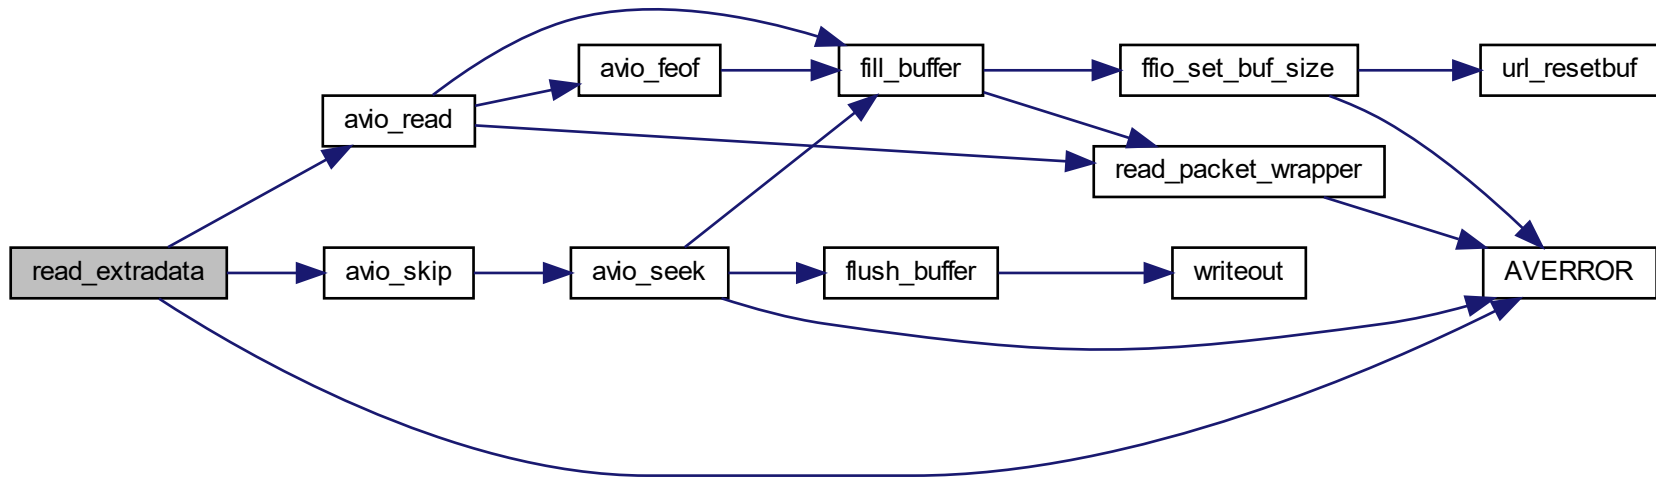 avio_feof
fill_buffer
ffio_set_buf_size
url_resetbuf
avio_read
read_packet_wrapper
read_extradata
avio_skip
avio_seek
flush_buffer
writeout
AVERROR